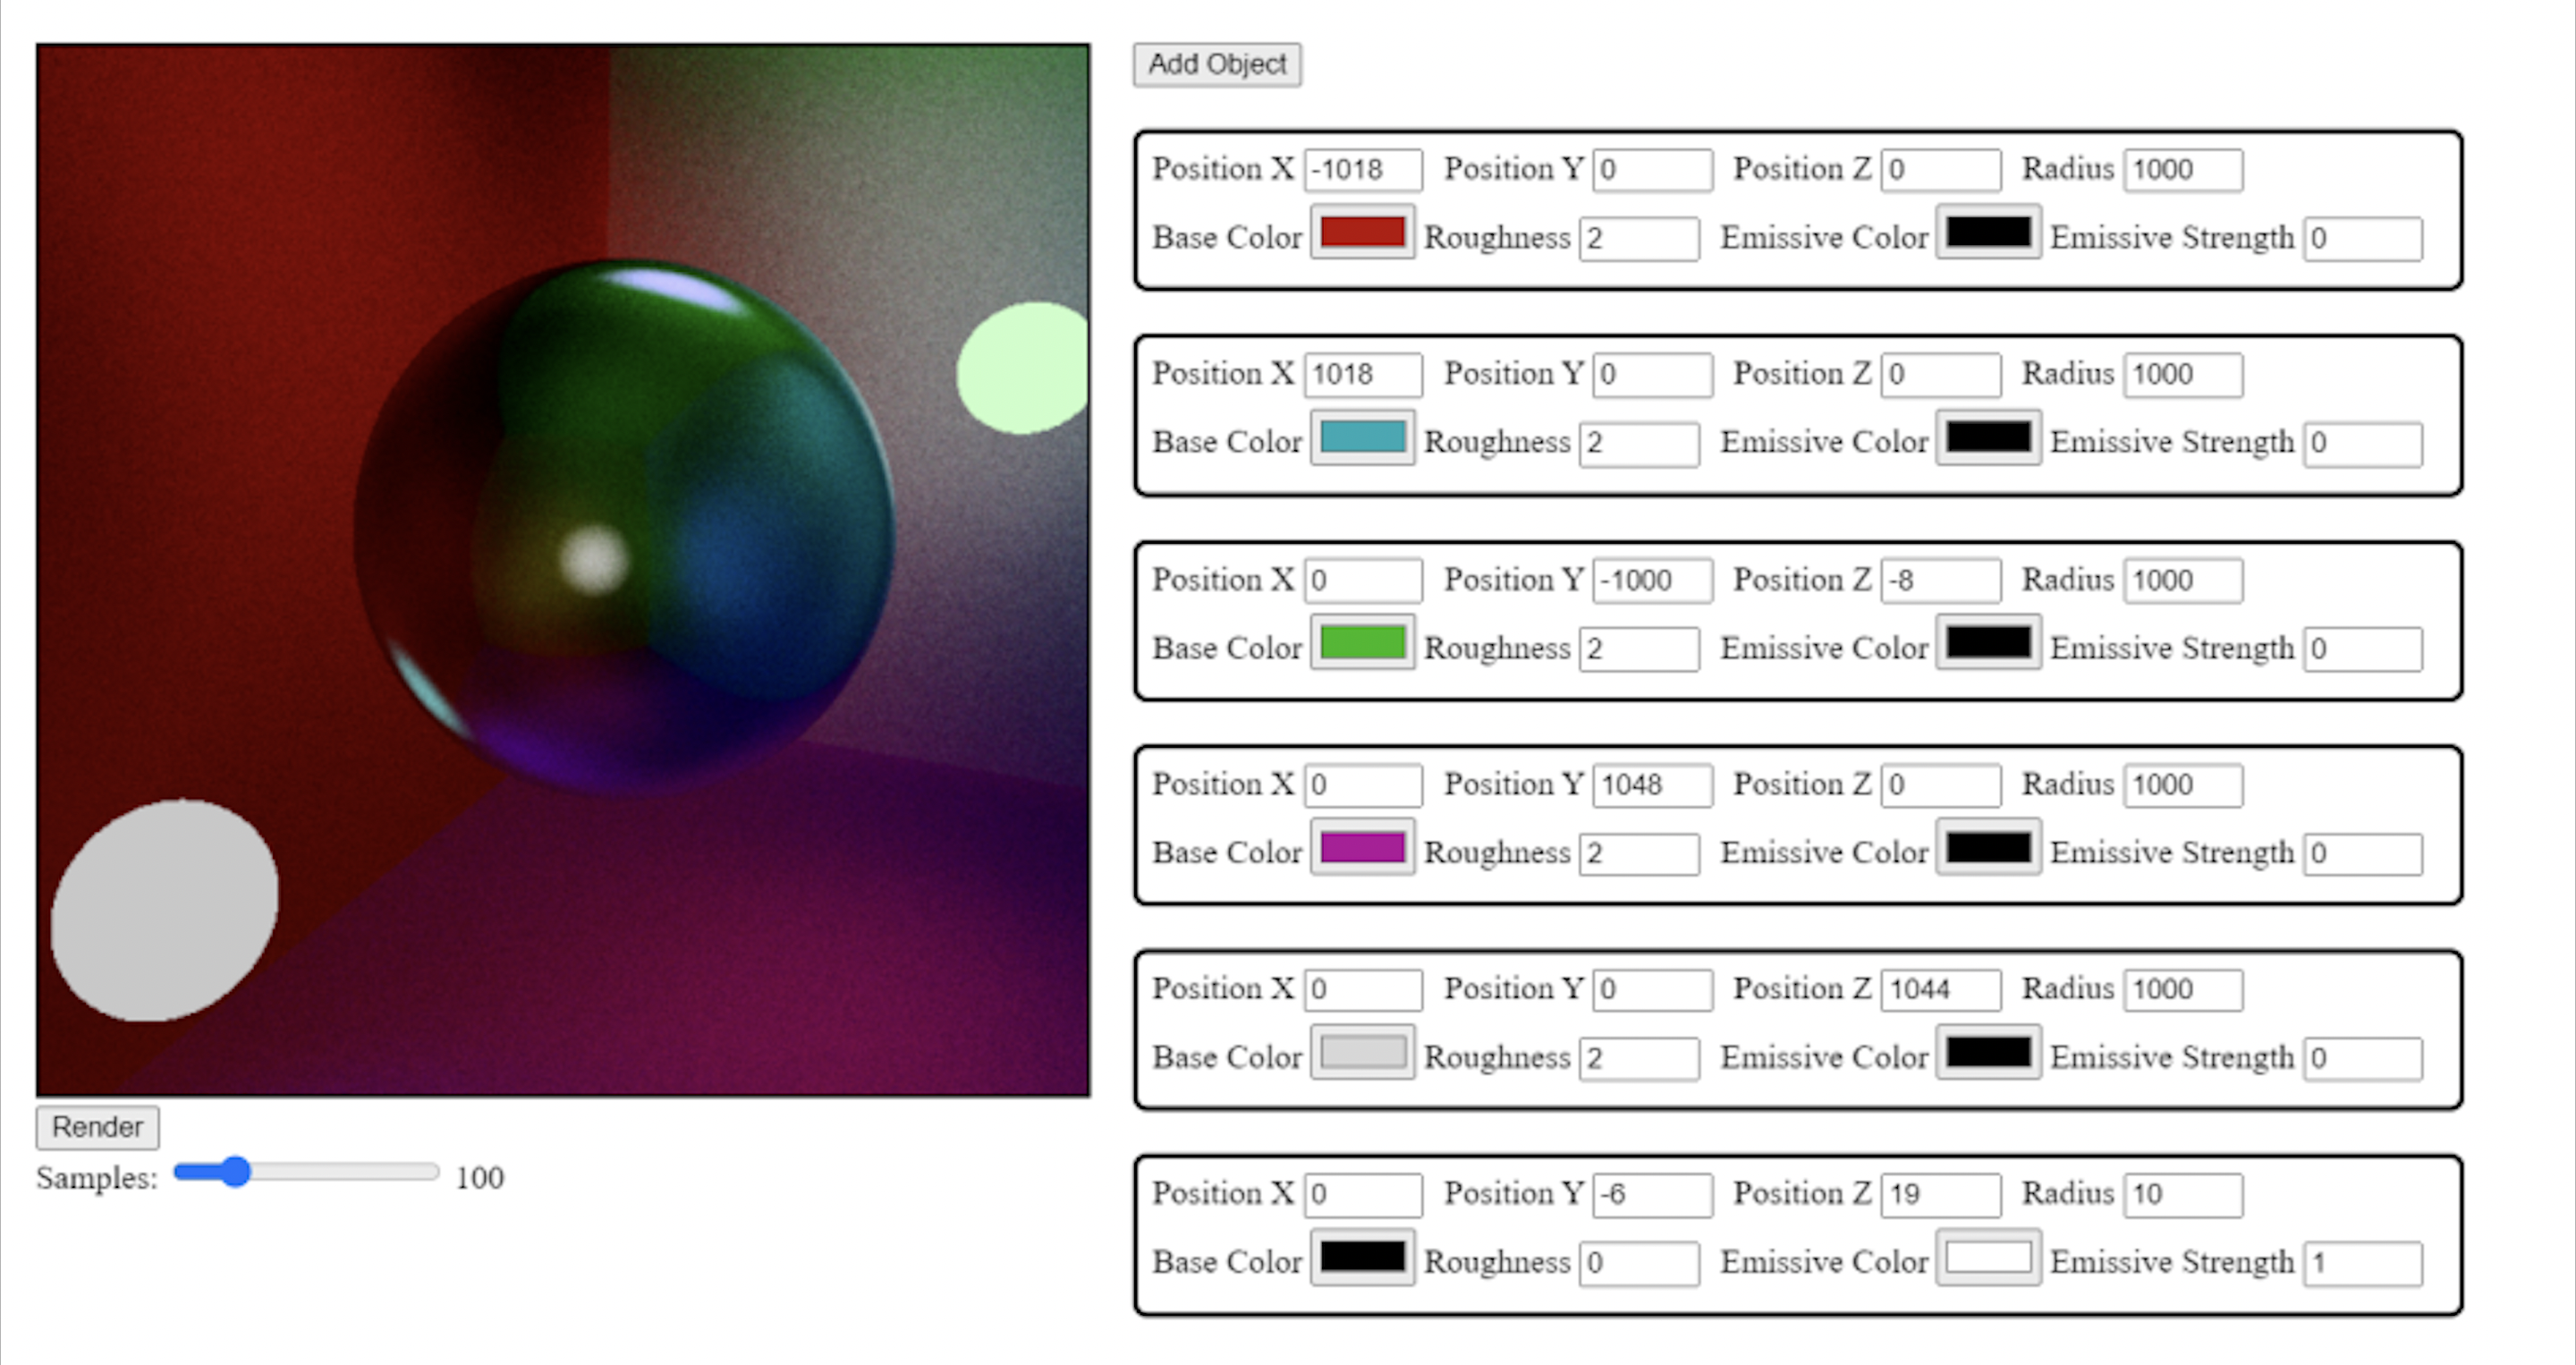 Add Object
Position X -1018 Position Y 0 Position Z 0 Radius 1000
Base Color Roughness 2 Emissive Color Emissive Strength 0
Position X 1018 Position Y 0 Position Z 0 Radius 1000
Base Color Roughness 2 Emissive Color Emissive Strength 0
Position X 0 Position Y -1000 Position Z -8 Radius 1000
Base Color Roughness 2 Emissive Color Emissive Strength 0
Position X 0 Position Y 1048 Position Z 0 Radius 1000
Base Color Roughness 2 Emissive Color Emissive Strength 0
Position X 0 Position Y 0 Position Z 1044 Radius 1000
Base Color Roughness 2 Emissive Color Emissive Strength 0
Position X 0 Position Y -6 Position Z 19 Radius 10
Base Color Roughness 0 Emissive Color Emissive Strength 1
Render
Samples: 100